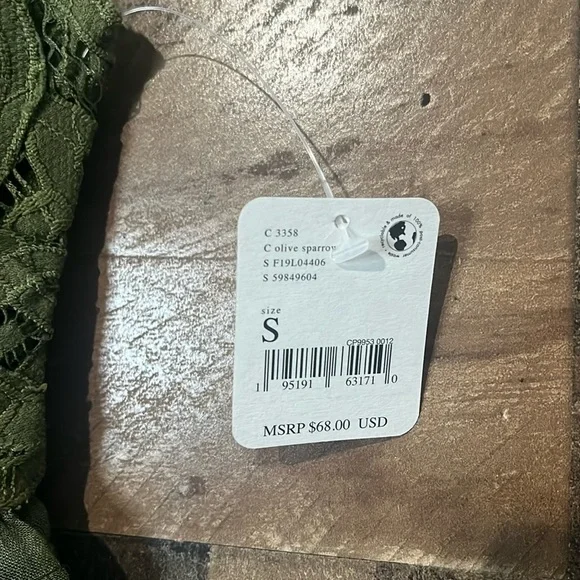 C 3358
C olive sparrow
S F19L04406
S 59849604
size
S
CP9953 0012
1 95191 63171 0
MSRP $68.00 USD